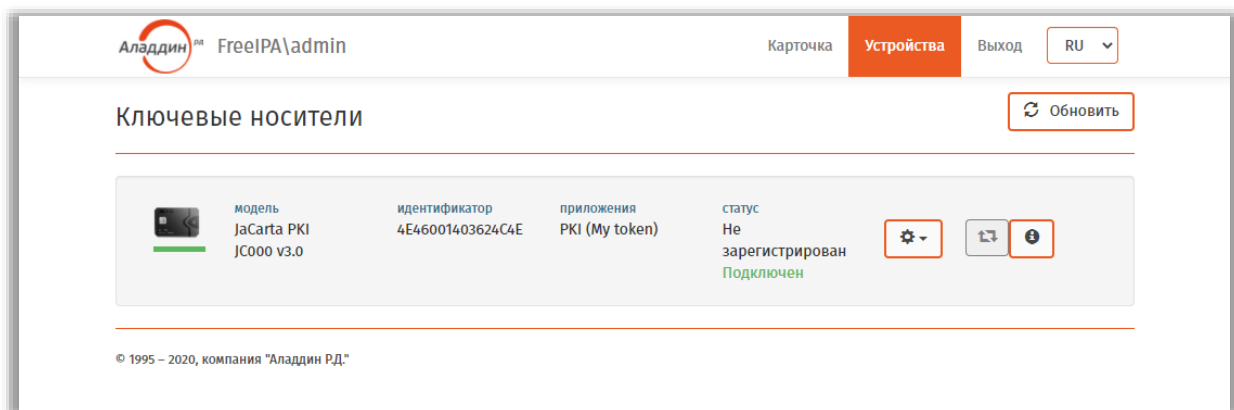 Аладдин РД FreeIPA\admin Карточка Устройства Выход RU
Ключевые носители
Обновить
модель
JaCarta PKI
JC000 v3.0
идентификатор
4E46001403624C4E
приложения
PKI (My token)
статус
Не
зарегистрирован
Подключен
© 1995 – 2020, компания "Аладдин Р.Д."